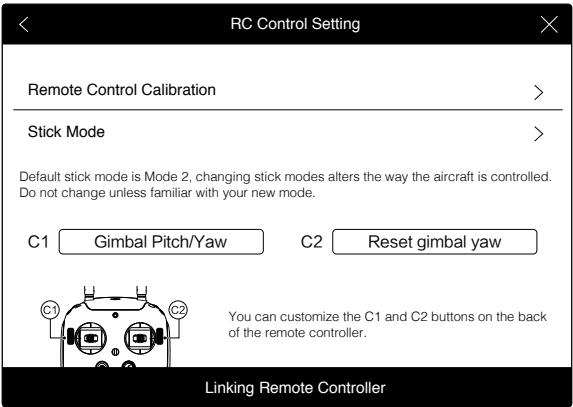 RC Control Setting
Remote Control Calibration
Stick Mode
Default stick mode is Mode 2, changing stick modes alters the way the aircraft is controlled.
Do not change unless familiar with your new mode.
C1 Gimbal Pitch/Yaw C2 Reset gimbal yaw
C1 C2
You can customize the C1 and C2 buttons on the back
of the remote controller.
Linking Remote Controller